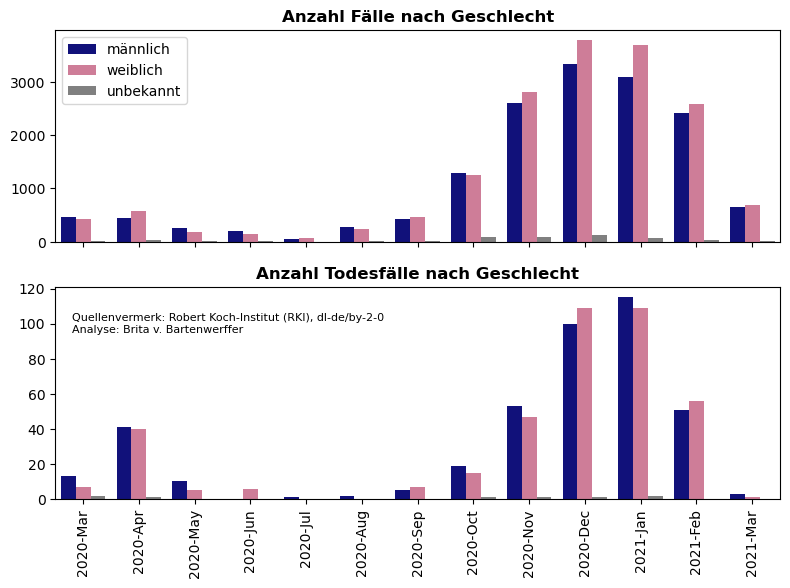 Anzahl Fälle nach Geschlecht
männlich
weiblich
unbekannt
3000
2000
1000
0
Anzahl Todesfälle nach Geschlecht
120
Quellenvermerk: Robert Koch-Institut (RKI), dl-de/by-2-0
Analyse: Brita v. Bartenwerffer
100
80
60
40
20
0
2020-Mar
2020-Apr
2020-May
2020-Jun
2020-Jul
2020-Aug
2020-Sep
2020-Oct
2020-Nov
2020-Dec
2021-Jan
2021-Feb
2021-Mar